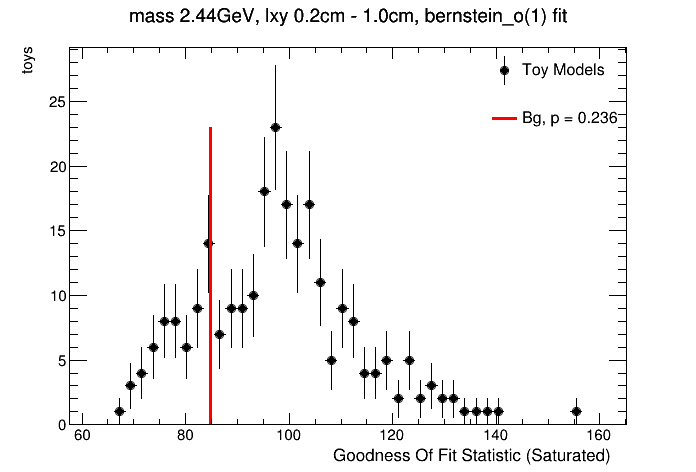 mass 2.44GeV, lxy 0.2cm - 1.0cm, bernstein_o(1) fit
toys
Toy Models
Bg, p = 0.236
25
20
15
10
5
0
60 80 100 120 140 160
Goodness Of Fit Statistic (Saturated)